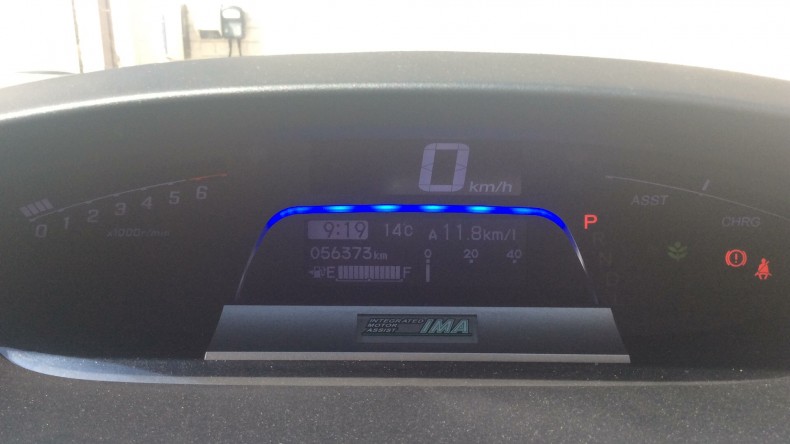 0 km/h
0 1 2 3 4 5 6
x1000r/min
ASST
CHRG
9:19 14C A 11.8km/l
056373km 0 20 40
E F
P
R
N
INTEGRATED
MOTOR
ASSIST
IMA